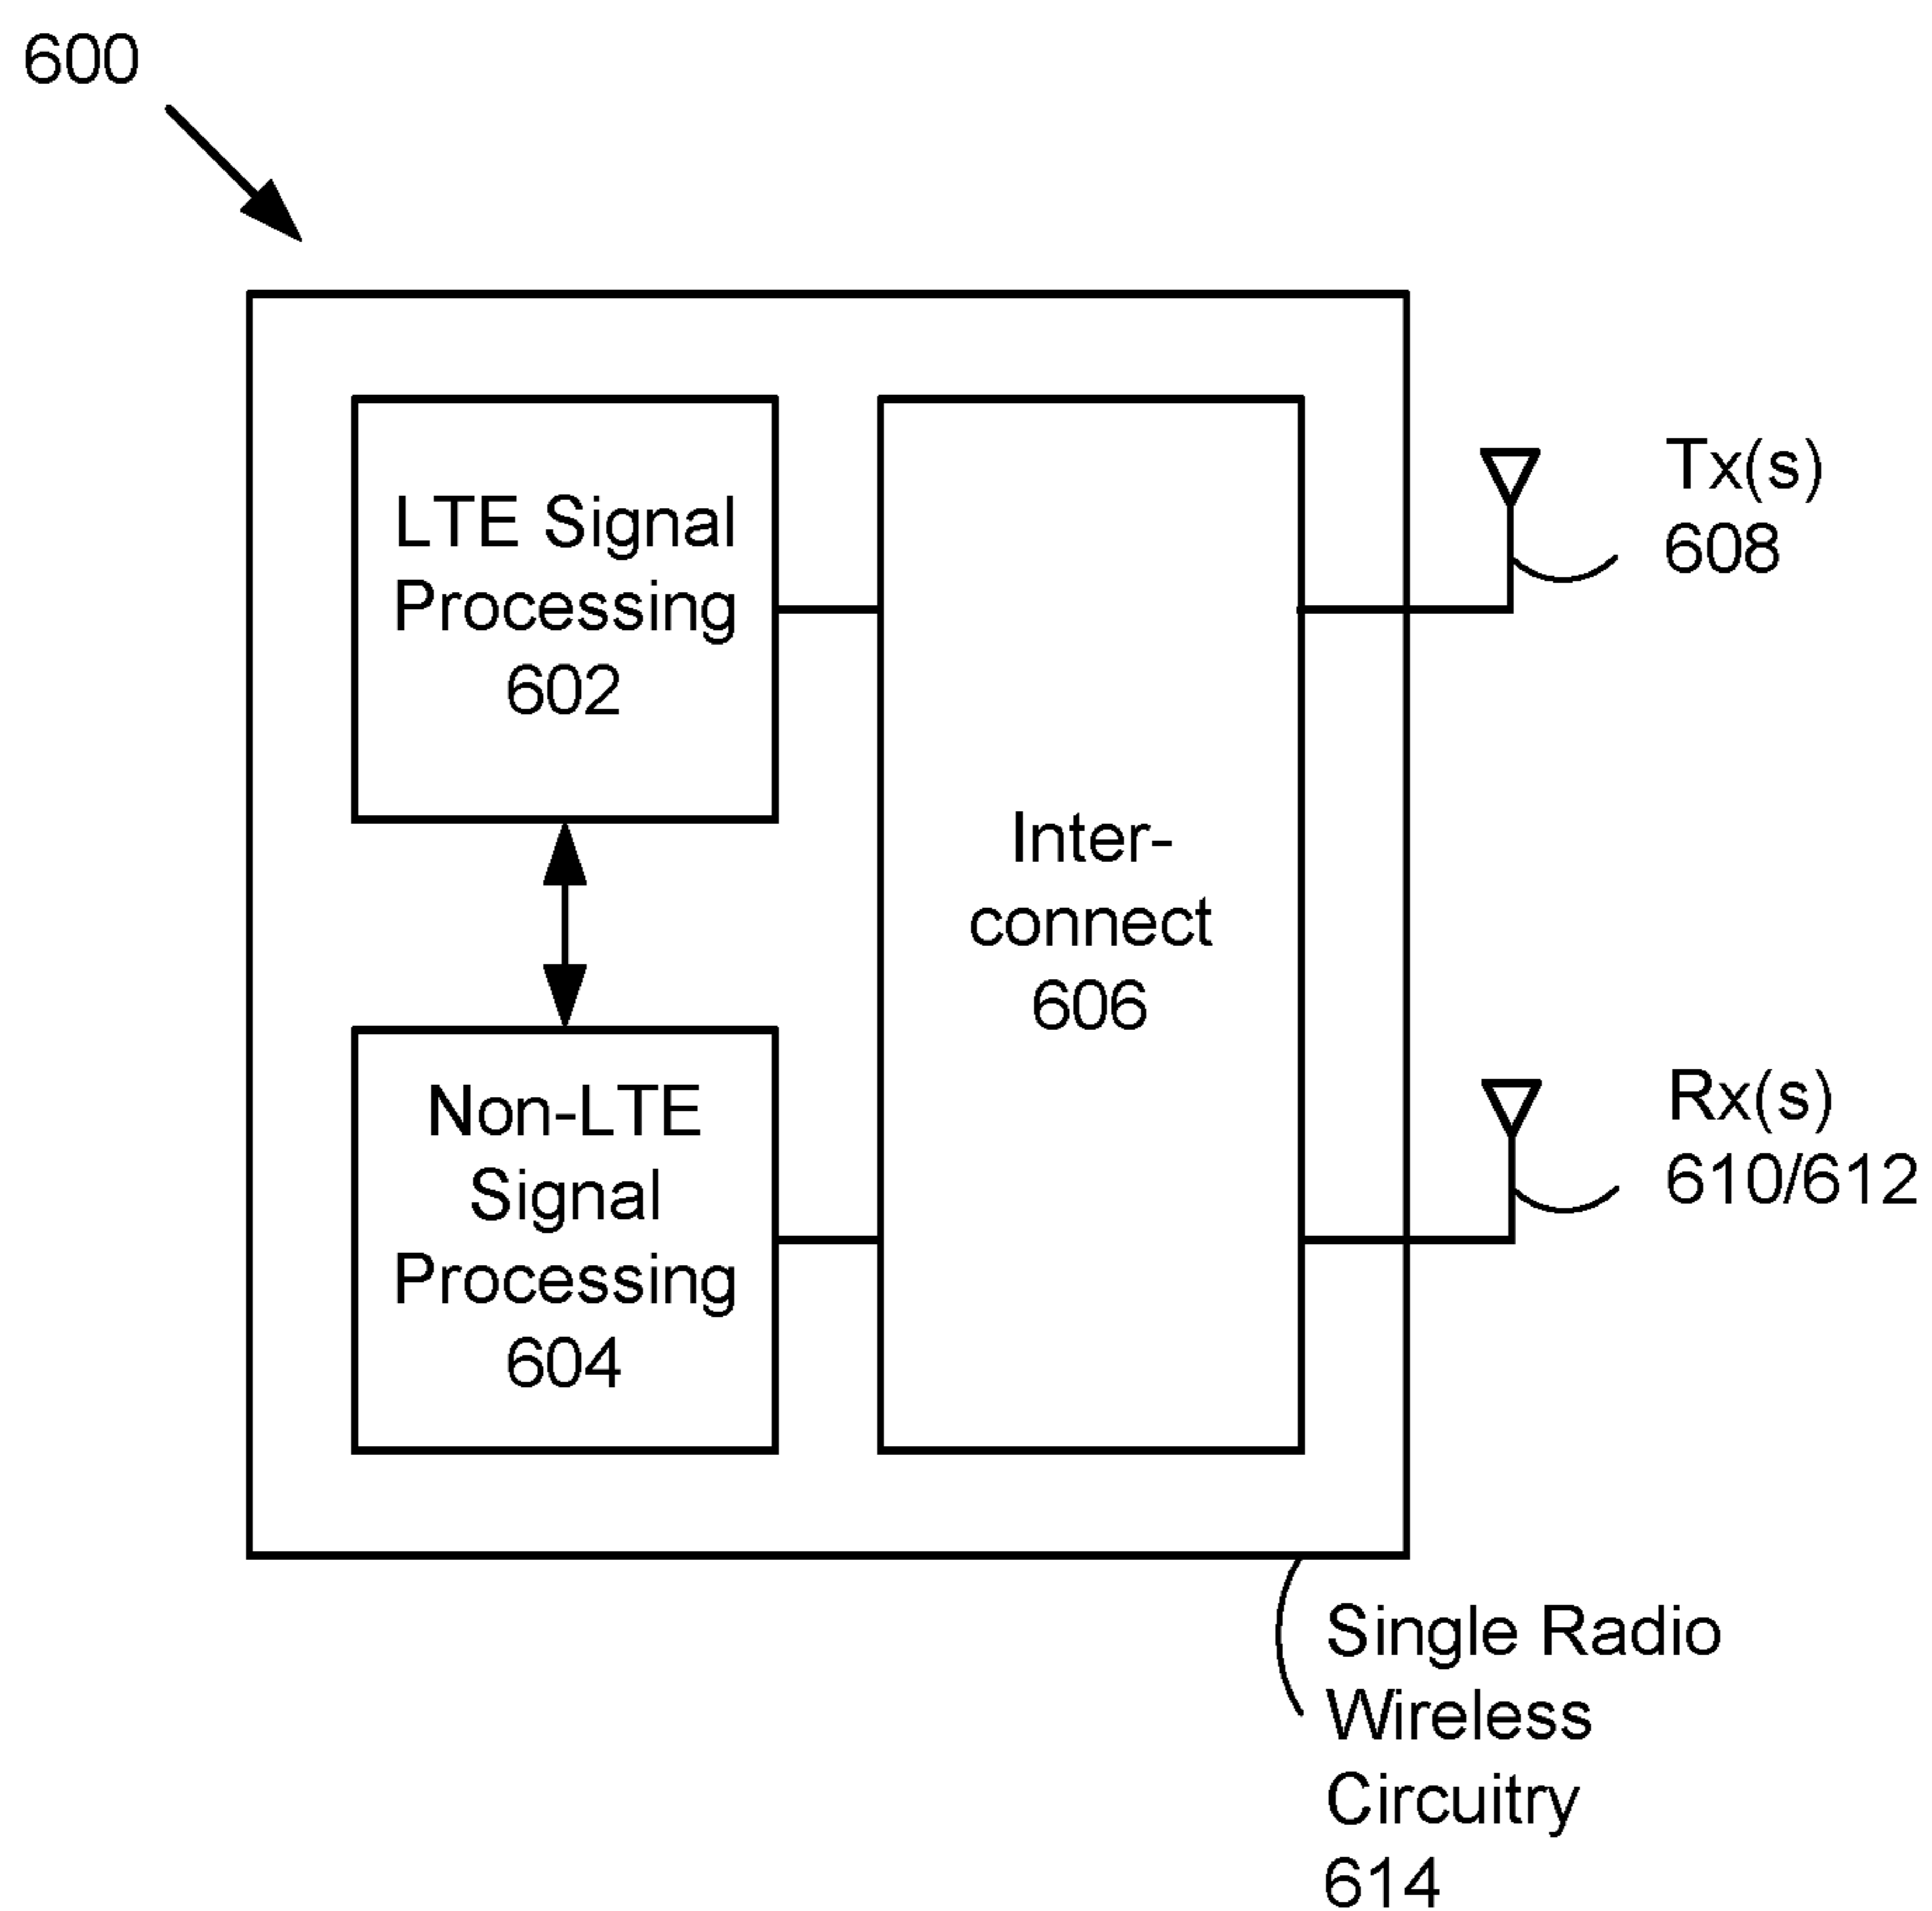 600
LTE Signal
Processing
602
Inter-
connect
606
Non-LTE
Signal
Processing
604
Tx(s)
608
Rx(s)
610/612
Single Radio
Wireless
Circuitry
614